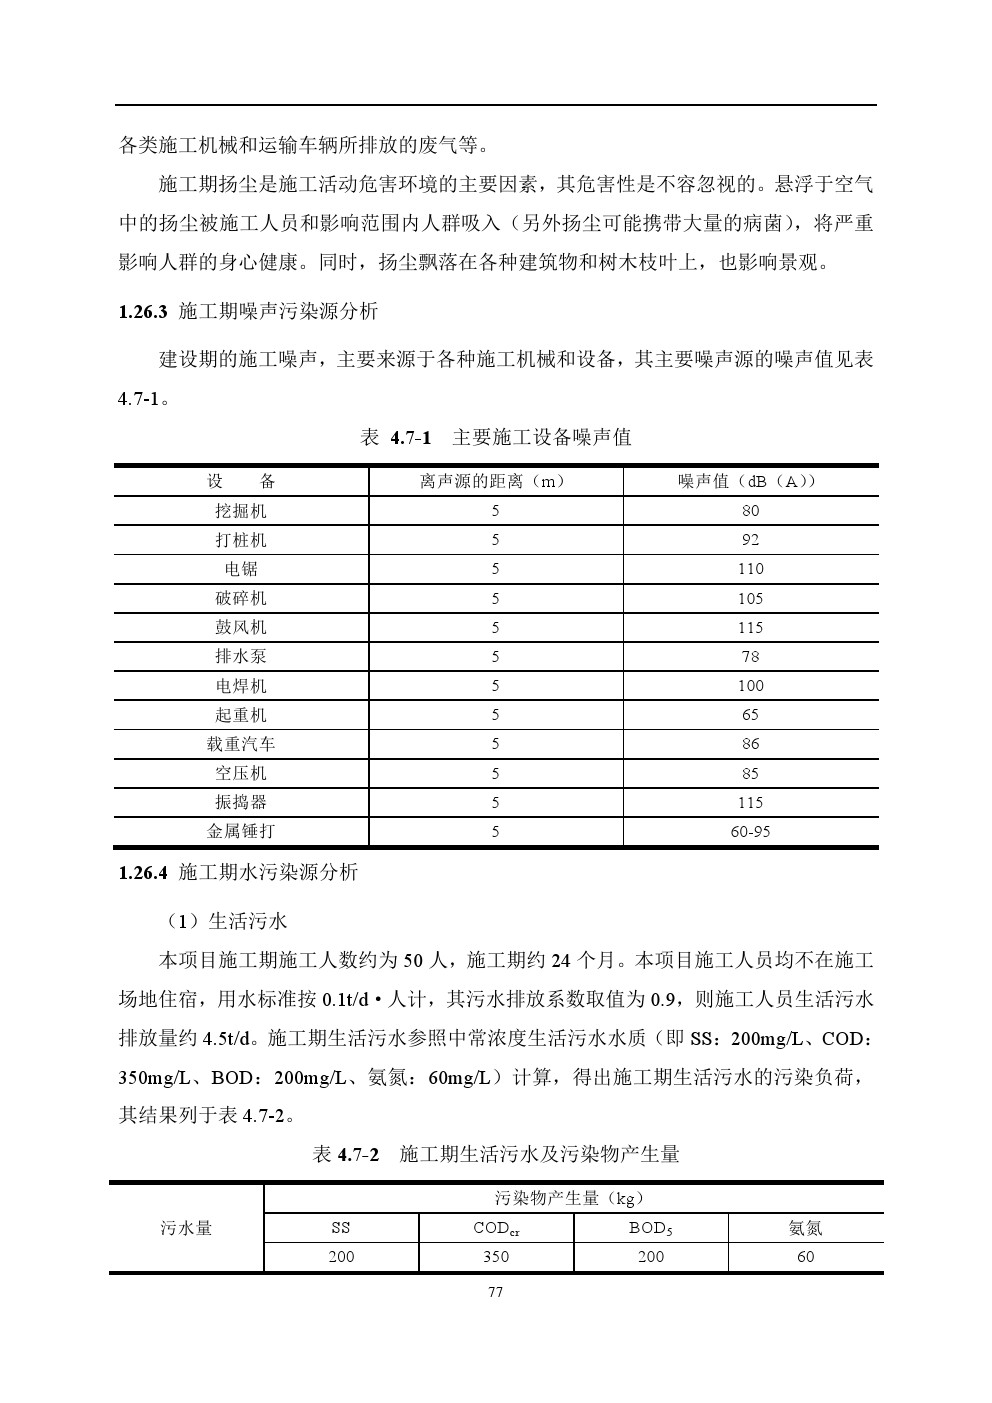 各类施工机械和运输车辆所排放的废气等。
施工期扬尘是施工活动危害环境的主要因素，其危害性是不容忽视的。悬浮于空气
中的扬尘被施工人员和影响范围内人群吸入（另外扬尘可能携带大量的病菌），将严重
影响人群的身心健康。同时，扬尘飘落在各种建筑物和树木枝叶上，也影响景观。
1.26.3 施工期噪声污染源分析
建设期的施工噪声，主要来源于各种施工机械和设备，其主要噪声源的噪声值见表
4.7-1。
表 4.7-1 主要施工设备噪声值
设 备 离声源的距离（m） 噪声值（dB（A））
挖掘机 5 80
打桩机 5 92
电锯 5 110
破碎机 5 105
鼓风机 5 115
排水泵 5 78
电焊机 5 100
起重机 5 65
载重汽车 5 86
空压机 5 85
振捣器 5 115
金属锤打 5 60-95
1.26.4 施工期水污染源分析
（1）生活污水
本项目施工期施工人数约为 50 人，施工期约 24 个月。本项目施工人员均不在施工
场地住宿，用水标准按 0.1t/d·人计，其污水排放系数取值为 0.9，则施工人员生活污水
排放量约 4.5t/d。施工期生活污水参照中常浓度生活污水水质（即 SS：200mg/L、COD：
350mg/L、BOD：200mg/L、氨氮：60mg/L）计算，得出施工期生活污水的污染负荷，
其结果列于表 4.7-2。
表 4.7-2 施工期生活污水及污染物产生量
污染物产生量（kg）
污水量 SS CODcr BOD5 氨氮
200 350 200 60
77